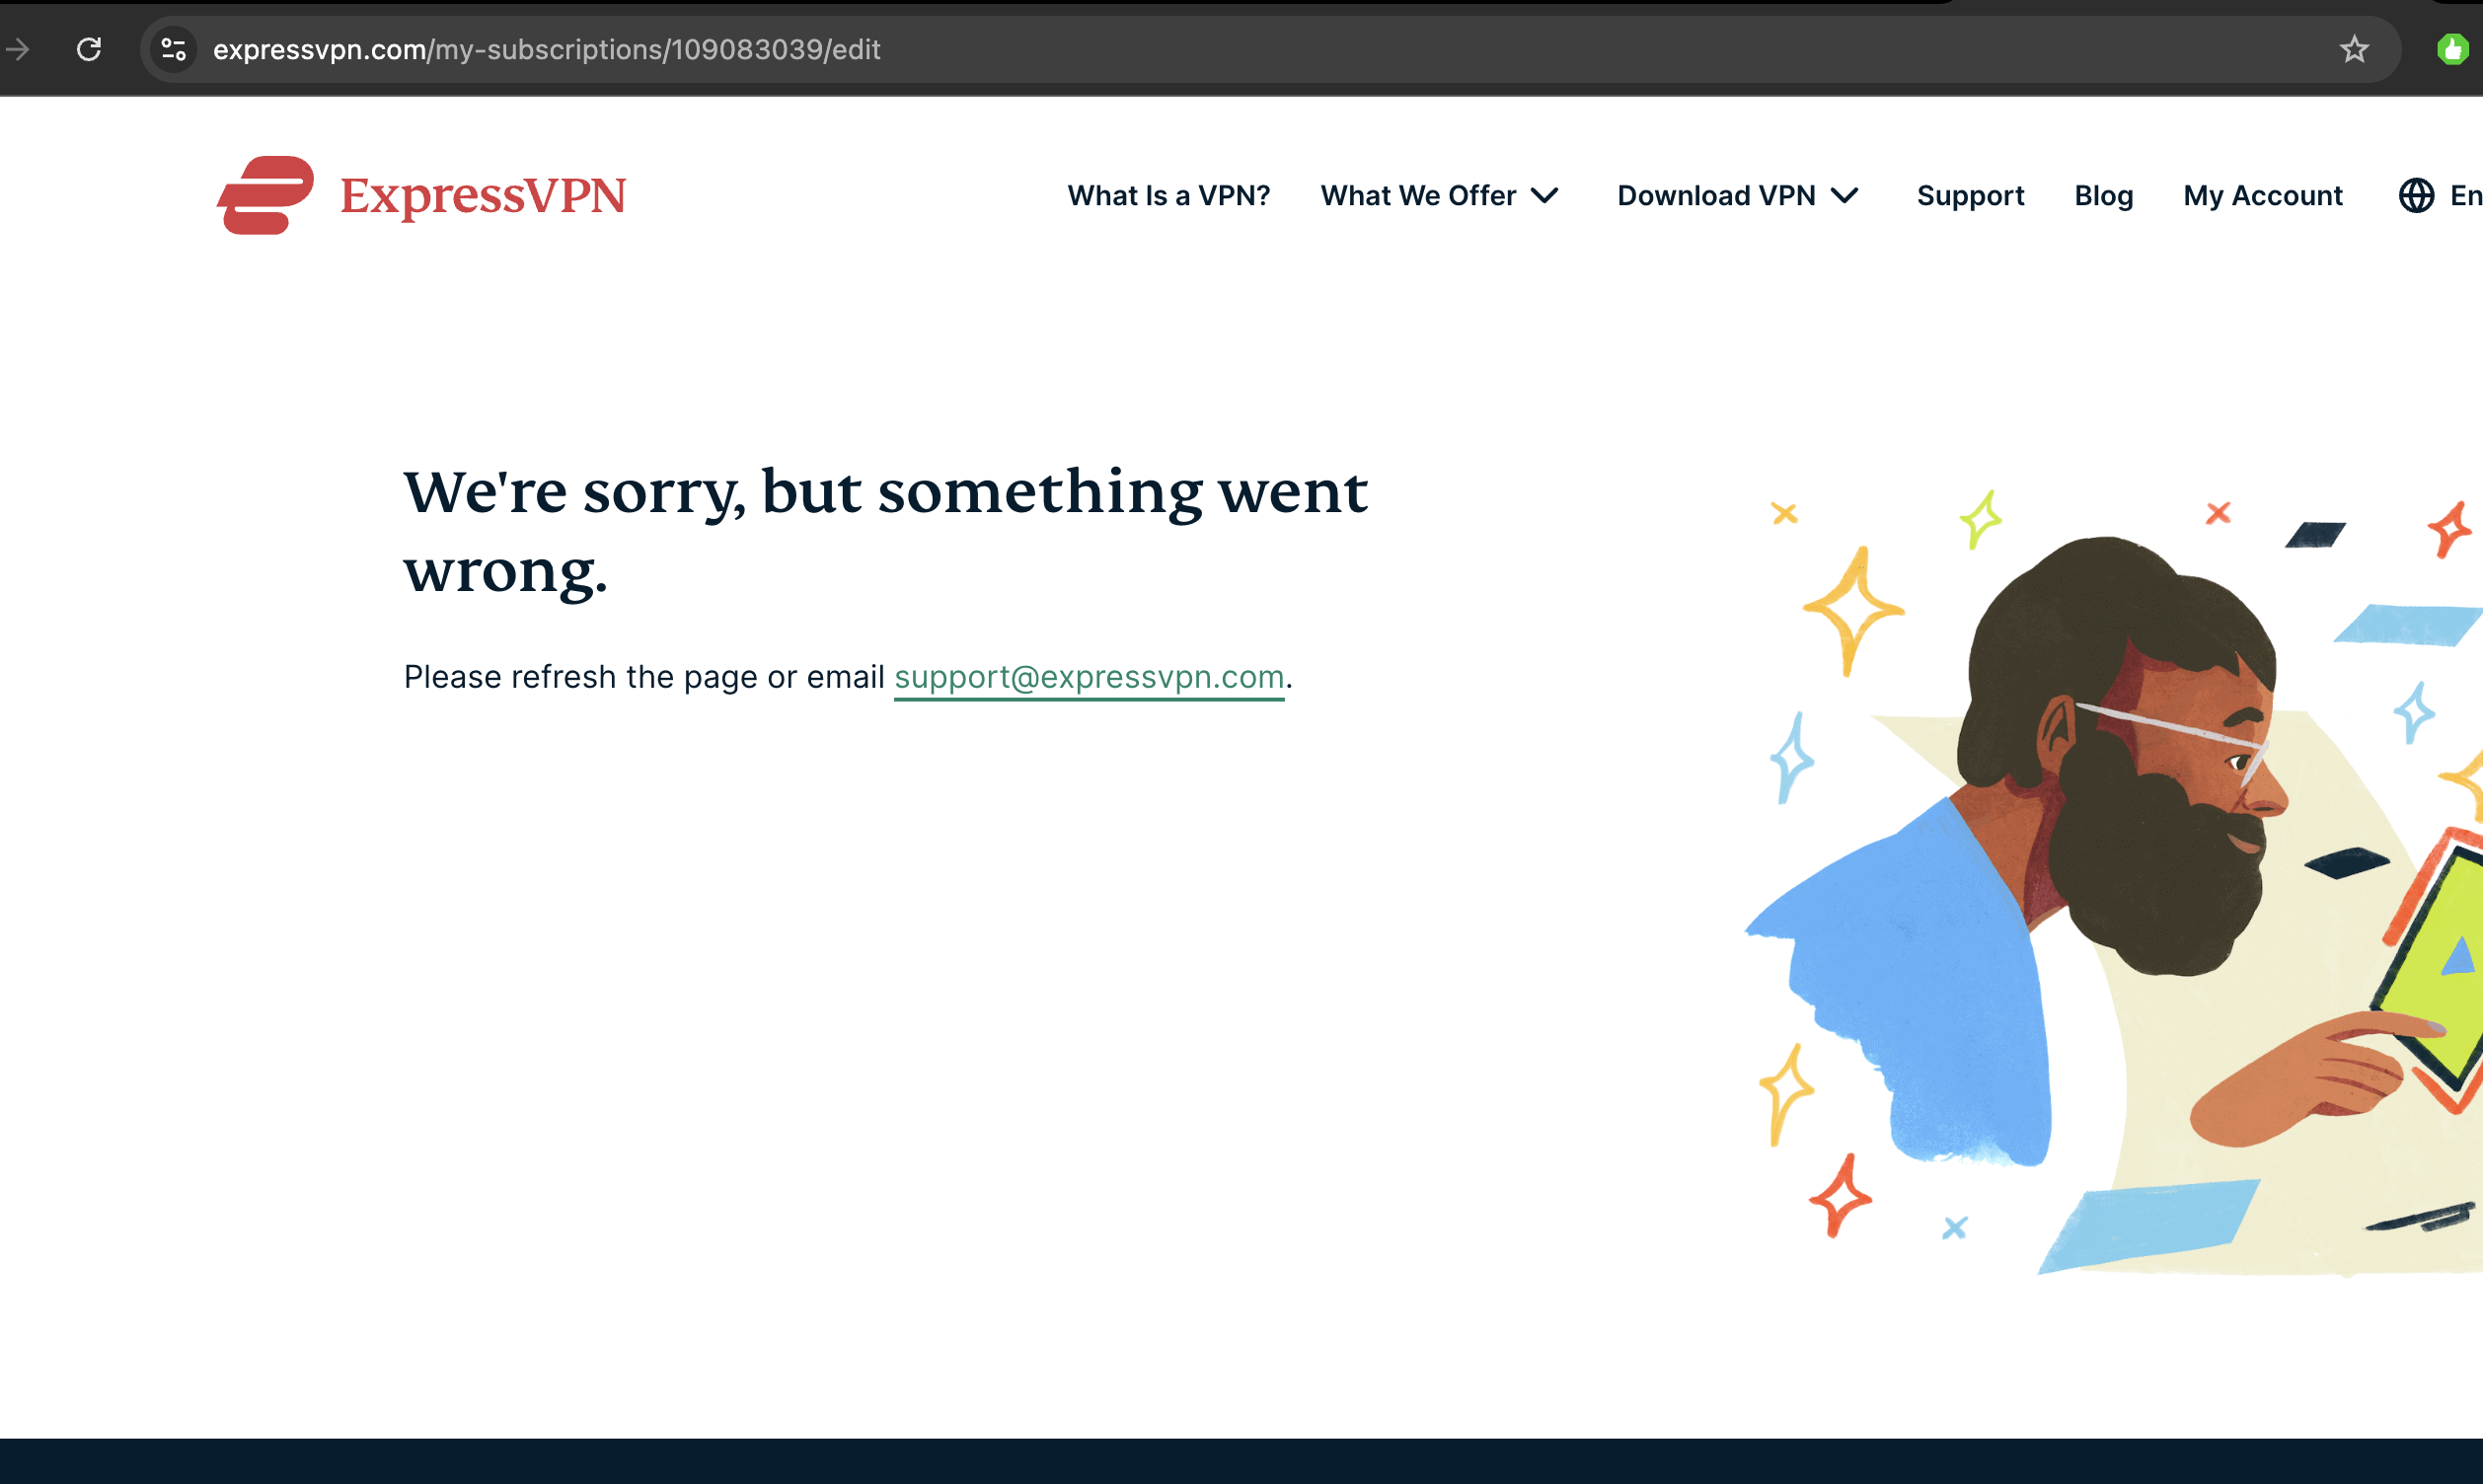 expressvpn.com/my-subscriptions/109083039/edit
ExpressVPN
What Is a VPN?
What We Offer
Download VPN
Support
Blog
My Account
En
We're sorry, but something went
wrong.
Please refresh the page or email support@expressvpn.com.